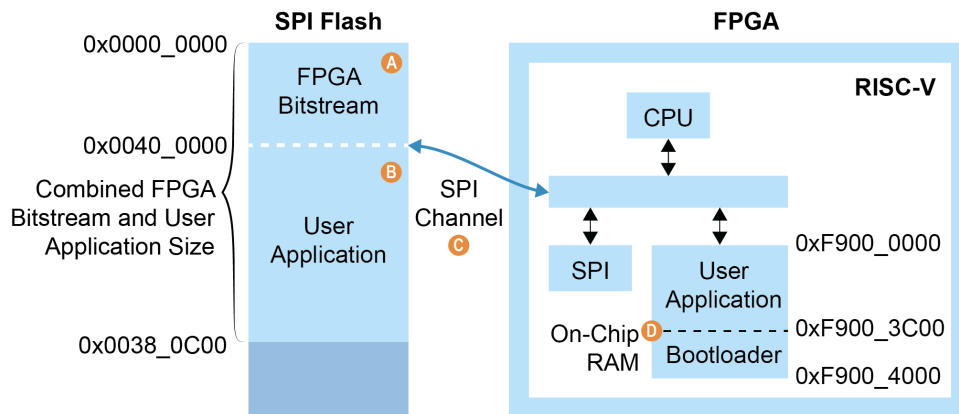 SPI Flash
FPGA
0x0000_0000
A
FPGA
Bitstream
0x0040_0000
B
Combined FPGA
Bitstream and User
Application Size
User
Application
0x0038_0C00
SPI
Channel
C
RISC-V
CPU
SPI
User
Application
0xF900_0000
On-Chip
RAM
D
0xF900_3C00
Bootloader
0xF900_4000